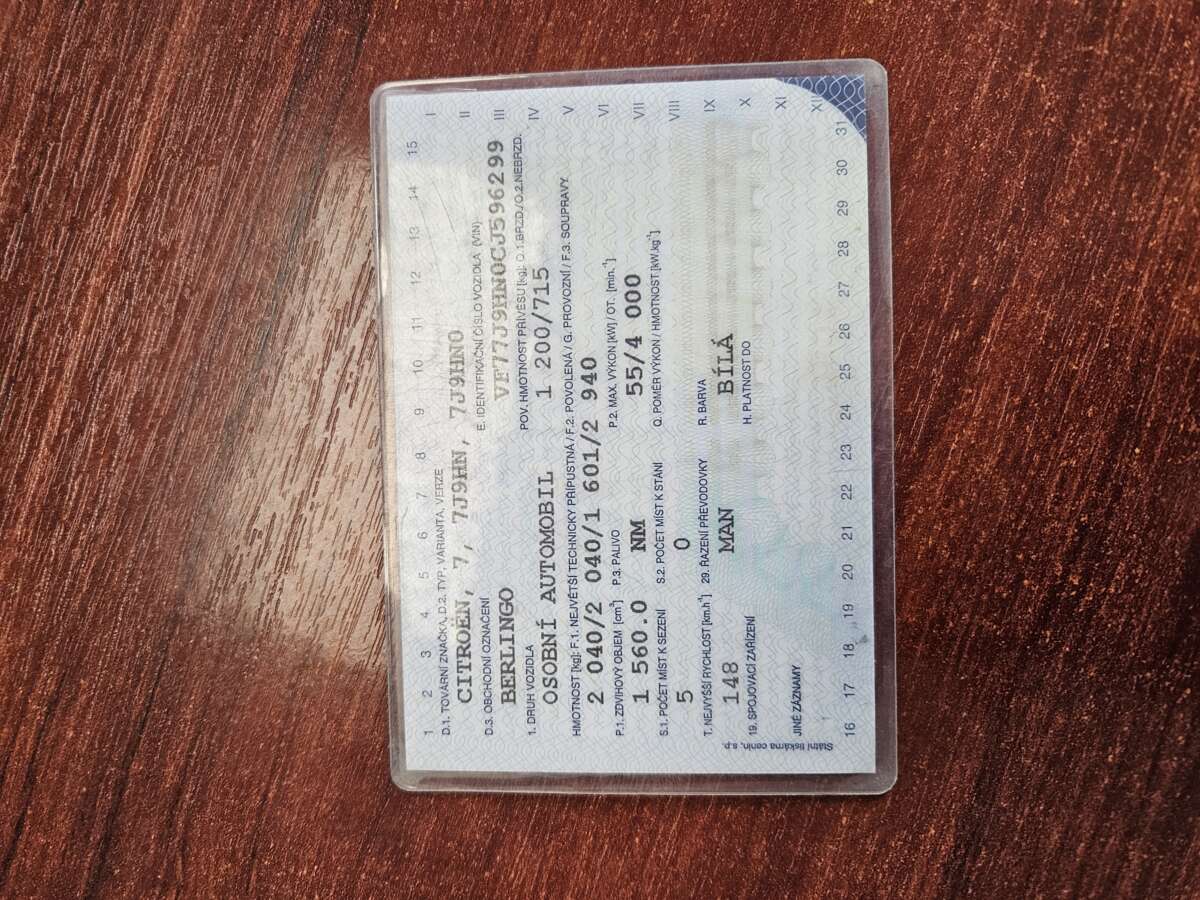 1 2 3 4 5 6 7 8 9 10 11 12 13 14 15
I II III IV V VI VII VIII IX X XI XII
D.1. TOVÁRNÍ ZNAČKA, D.2. TYP, VARIANTA, VERZE
CITROËN, 7, 7J9HN, 7J9HN0
D.3. OBCHODNÍ OZNAČENÍ E. IDENTIFIKAČNÍ ČÍSLO VOZIDLA (VIN)
BERLINGO VF77J9HN0CJ596299
1. DRUH VOZIDLA POV. HMOTNOST PŘÍVĚSU [kg]: O.1.BRZD./O.2.NEBRZD.
OSOBNÍ AUTOMOBIL 1 200/715
HMOTNOST [kg]: F.1. NEJVĚTŠÍ TECHNICKY PŘÍPUSTNÁ / F.2. POVOLENÁ / G. PROVOZNÍ / F.3. SOUPRAVY
2 040/2 040/1 601/2 940
P.1. ZDVIHOVÝ OBJEM [cm³] P.3. PALIVO P.2. MAX. VÝKON [kW] / OT. [min.⁻¹]
1 560.0 NM 55/4 000
S.1. POČET MÍST K SEZENÍ S.2. POČET MÍST K STÁNÍ Q. POMĚR VÝKON / HMOTNOST [kW.kg⁻¹]
5 0
T. NEJVYŠŠÍ RYCHLOST [km.h⁻¹] 29. ŘAZENÍ PŘEVODOVKY R. BARVA
148 MAN BÍLÁ
19. SPOJOVACÍ ZAŘÍZENÍ H. PLATNOST DO
JINÉ ZÁZNAMY
Státní tiskárna cenin, s.p.
16 17 18 19 20 21 22 23 24 25 26 27 28 29 30 31